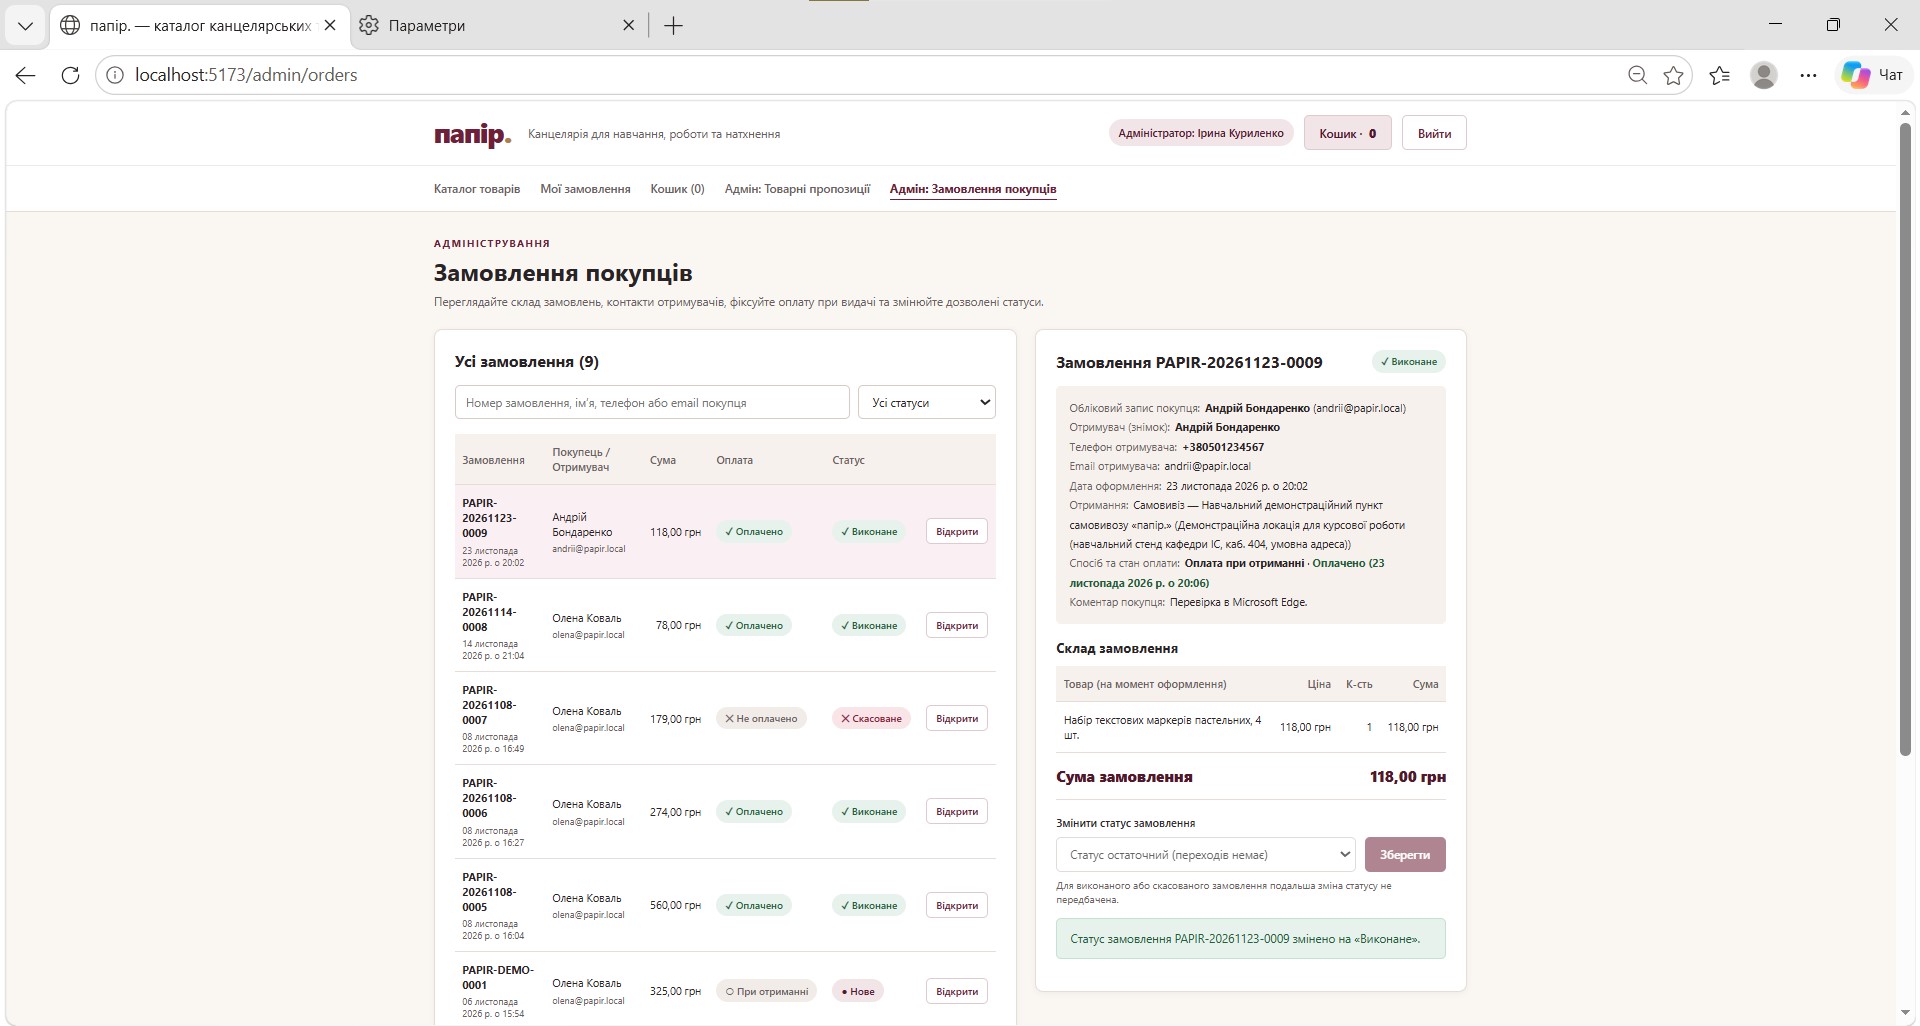 папір. — каталог канцелярських
Параметри
localhost:5173/admin/orders
Чат
папір.
Канцелярія для навчання, роботи та натхнення
Адміністратор: Ірина Куриленко
Кошик · 0
Вийти
Каталог товарів
Мої замовлення
Кошик (0)
Адмін: Товарні пропозиції
Адмін: Замовлення покупців
АДМІНІСТРУВАННЯ
Замовлення покупців
Переглядайте склад замовлень, контакти отримувачів, фіксуйте оплату при видачі та змінюйте дозволені статуси.
Усі замовлення (9)
Номер замовлення, ім'я, телефон або email покупця
Усі статуси
Замовлення
Покупець /
Отримувач
Сума
Оплата
Статус
PAPIR-
20261123-
0009
23 листопада
2026 р. о 20:02
Андрій
Бондаренко
andrii@papir.local
118,00 грн
✓ Оплачено
✓ Виконане
Відкрити
PAPIR-
20261114-
0008
14 листопада
2026 р. о 21:04
Олена Коваль
olena@papir.local
78,00 грн
✓ Оплачено
✓ Виконане
Відкрити
PAPIR-
20261108-
0007
08 листопада
2026 р. о 16:49
Олена Коваль
olena@papir.local
179,00 грн
✕ Не оплачено
✕ Скасоване
Відкрити
PAPIR-
20261108-
0006
08 листопада
2026 р. о 16:27
Олена Коваль
olena@papir.local
274,00 грн
✓ Оплачено
✓ Виконане
Відкрити
PAPIR-
20261108-
0005
08 листопада
2026 р. о 16:04
Олена Коваль
olena@papir.local
560,00 грн
✓ Оплачено
✓ Виконане
Відкрити
PAPIR-DEMO-
0001
06 листопада
2026 р. о 15:54
Олена Коваль
olena@papir.local
325,00 грн
○ При отриманні
● Нове
Відкрити
Замовлення PAPIR-20261123-0009
✓ Виконане
Обліковий запис покупця: Андрій Бондаренко (andrii@papir.local)
Отримувач (знімок): Андрій Бондаренко
Телефон отримувача: +380501234567
Email отримувача: andrii@papir.local
Дата оформлення: 23 листопада 2026 р. о 20:02
Отримання: Самовивіз — Навчальний демонстраційний пункт
самовивозу «папір.» (Демонстраційна локація для курсової роботи
(навчальний стенд кафедри ІС, каб. 404, умовна адреса))
Спосіб та стан оплати: Оплата при отриманні · Оплачено (23
листопада 2026 р. о 20:06)
Коментар покупця: Перевірка в Microsoft Edge.
Склад замовлення
Товар (на момент оформлення)
Ціна
К-сть
Сума
Набір текстових маркерів пастельних, 4
шт.
118,00 грн
1
118,00 грн
Сума замовлення
118,00 грн
Змінити статус замовлення
Статус остаточний (переходів немає)
Зберегти
Для виконаного або скасованого замовлення подальша зміна статусу не
передбачена.
Статус замовлення PAPIR-20261123-0009 змінено на «Виконане».